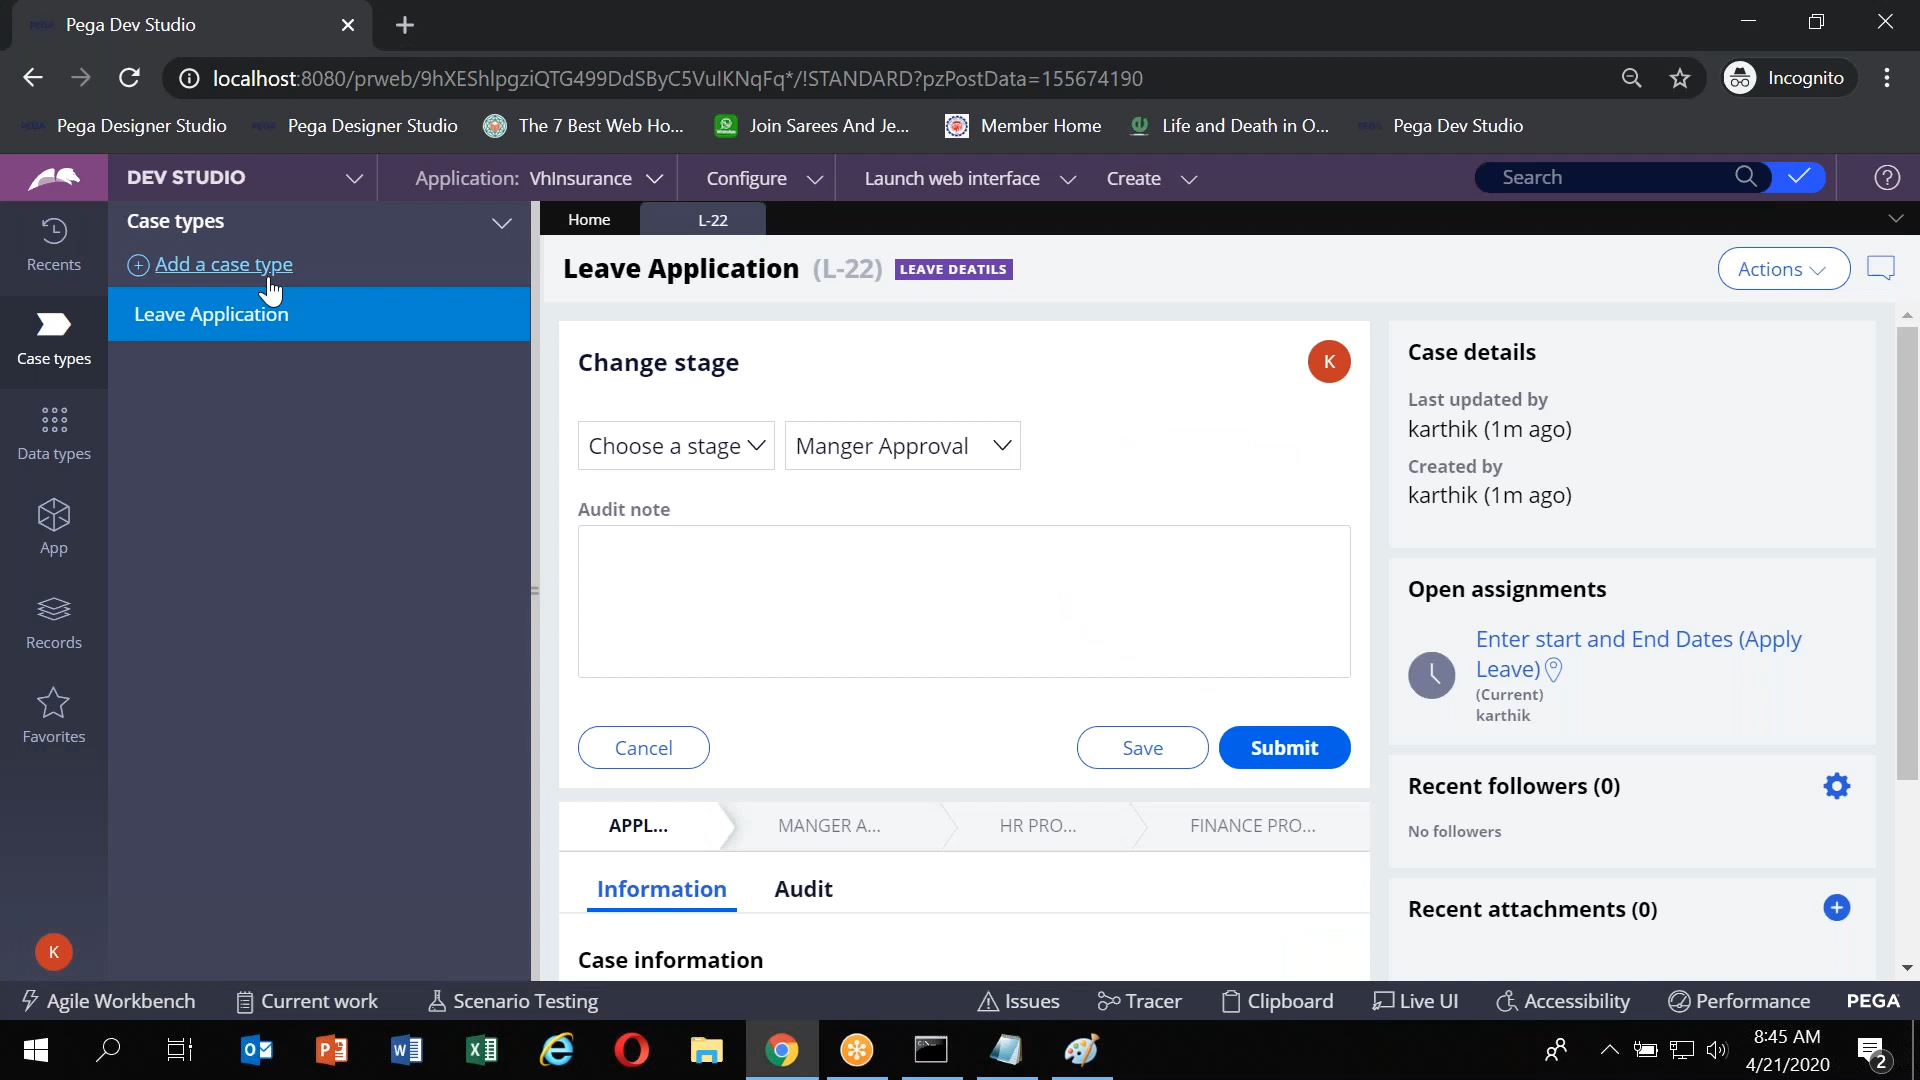 Pega Dev Studio
localhost:8080/prweb/9hXEShlpgziQTG499DdSByC5VulKNqFq*/!STANDARD?pzPostData=155674190
Incognito
Pega Designer Studio
Pega Designer Studio
The 7 Best Web Ho...
Join Sarees And Je...
Member Home
Life and Death in O...
Pega Dev Studio
DEV STUDIO
Application: VhInsurance
Configure
Launch web interface
Create
Search
Recents
Case types
Data types
App
Records
Favorites
K
Case types
Add a case type
Leave Application
Home
L-22
Leave Application (L-22) LEAVE DEATILS
Actions
Change stage
K
Choose a stage
Manger Approval
Audit note
Cancel
Save
Submit
APPL...
MANGER A...
HR PRO...
FINANCE PRO...
Information
Audit
Case information
Case details
Last updated by
karthik (1m ago)
Created by
karthik (1m ago)
Open assignments
Enter start and End Dates (Apply
Leave)
(Current)
karthik
Recent followers (0)
No followers
Recent attachments (0)
Agile Workbench
Current work
Scenario Testing
Issues
Tracer
Clipboard
Live UI
Accessibility
Performance
PEGA
8:45 AM
4/21/2020
2